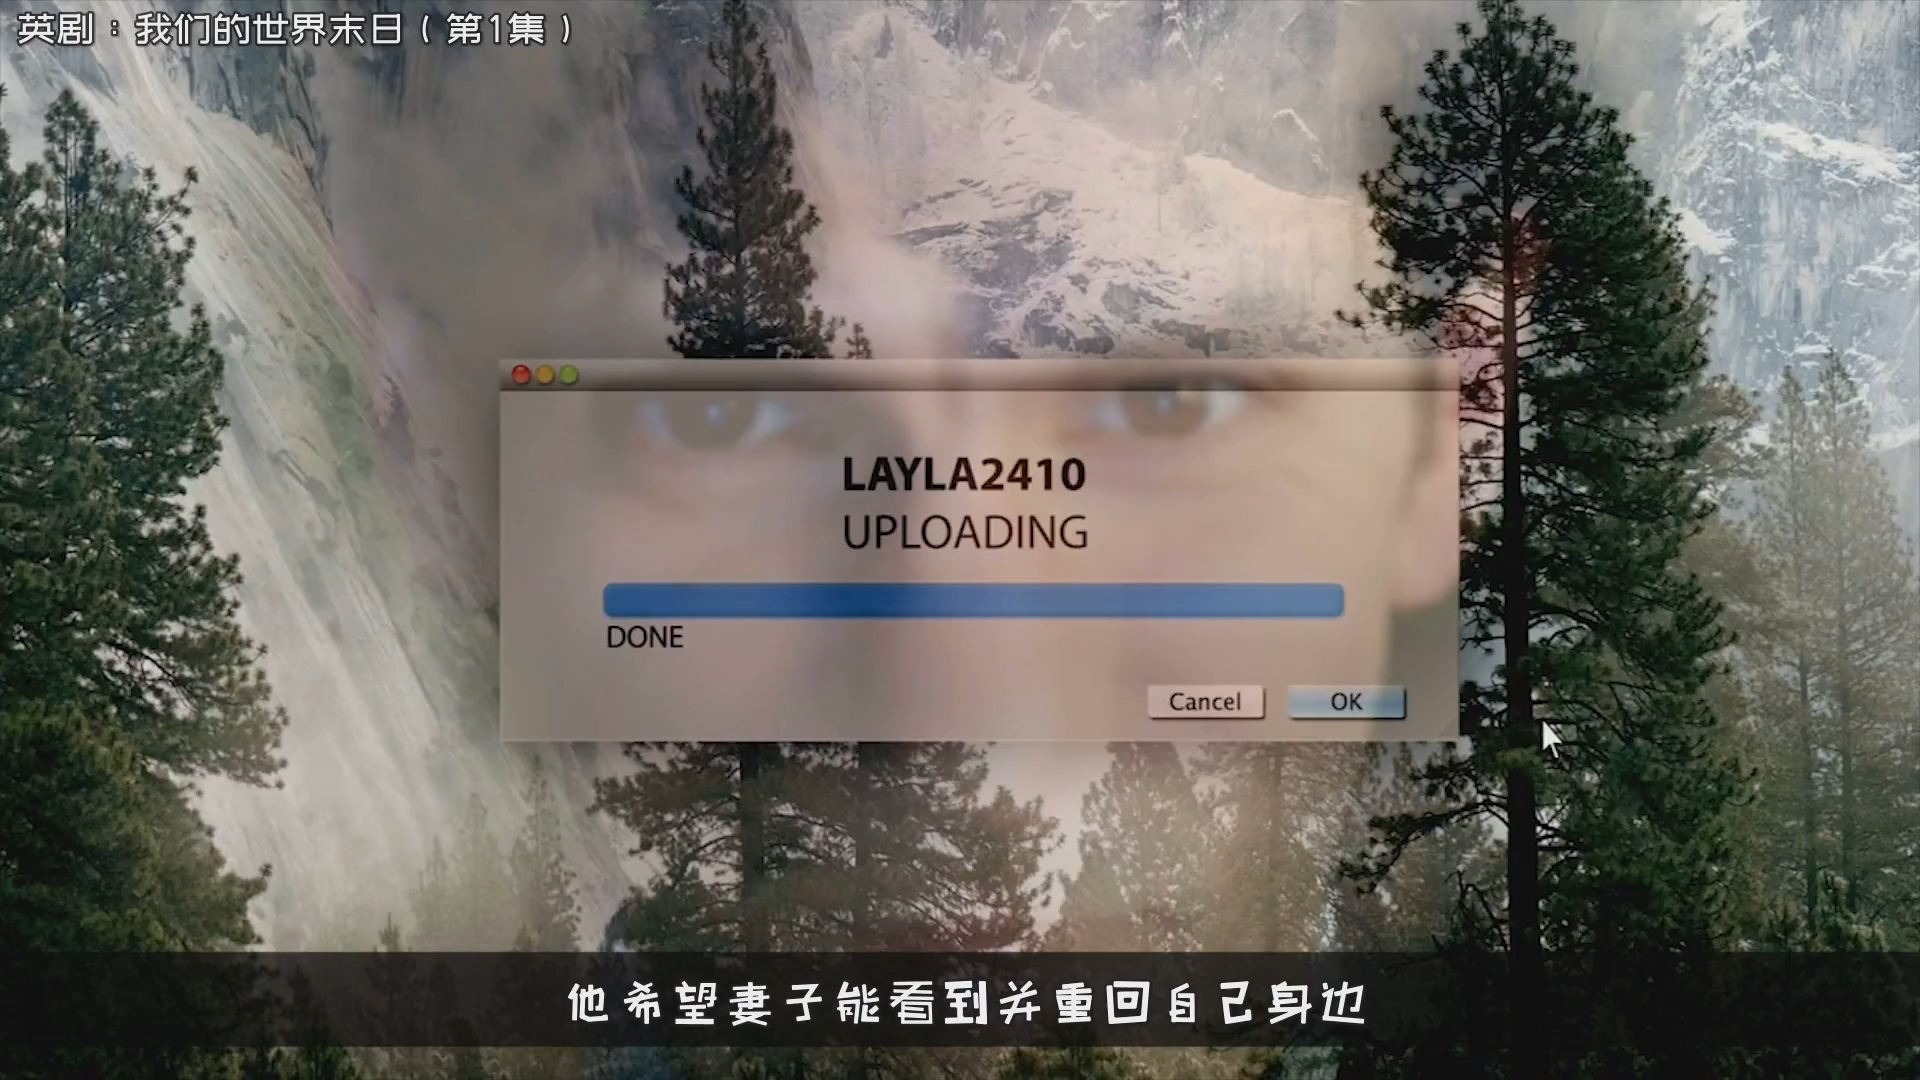 英剧：我们的世界末日（第1集）
LAYLA2410
UPLOADING
DONE
Cancel
OK
他希望妻子能看到并重回自己身边